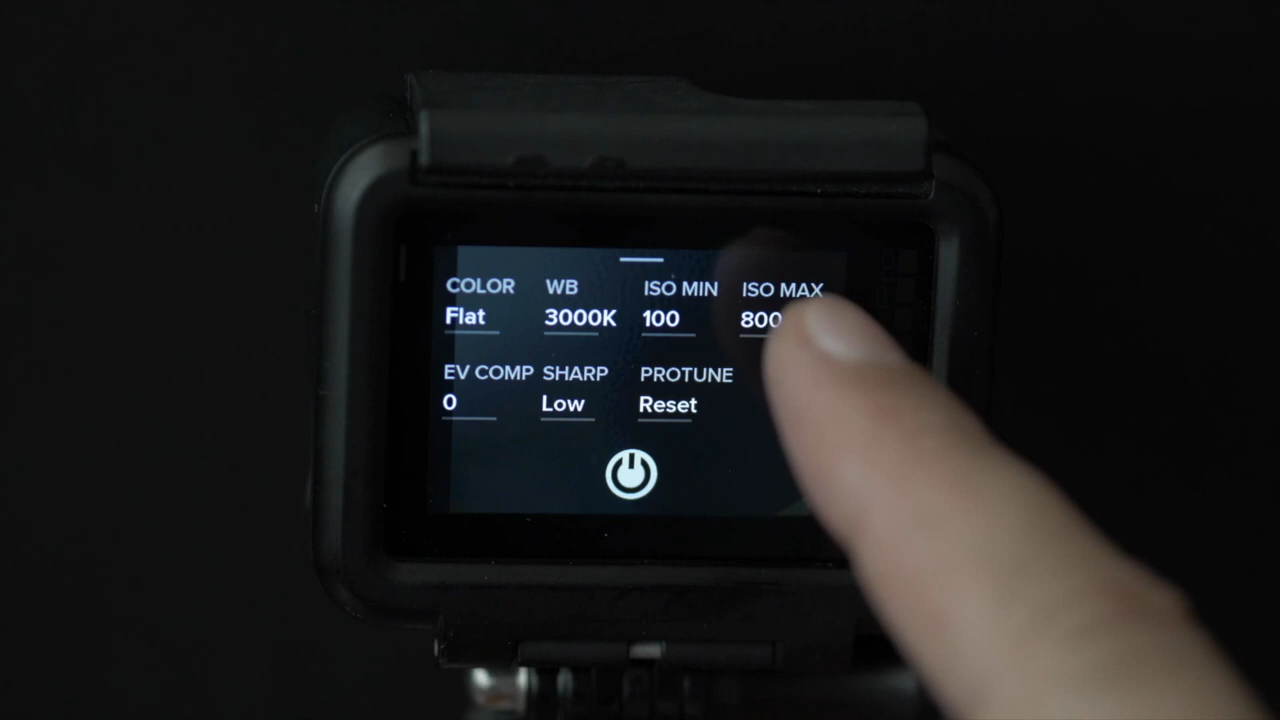 COLOR WB ISO MIN ISO MAX
Flat 3000K 100 800
EV COMP SHARP PROTUNE
0 Low Reset